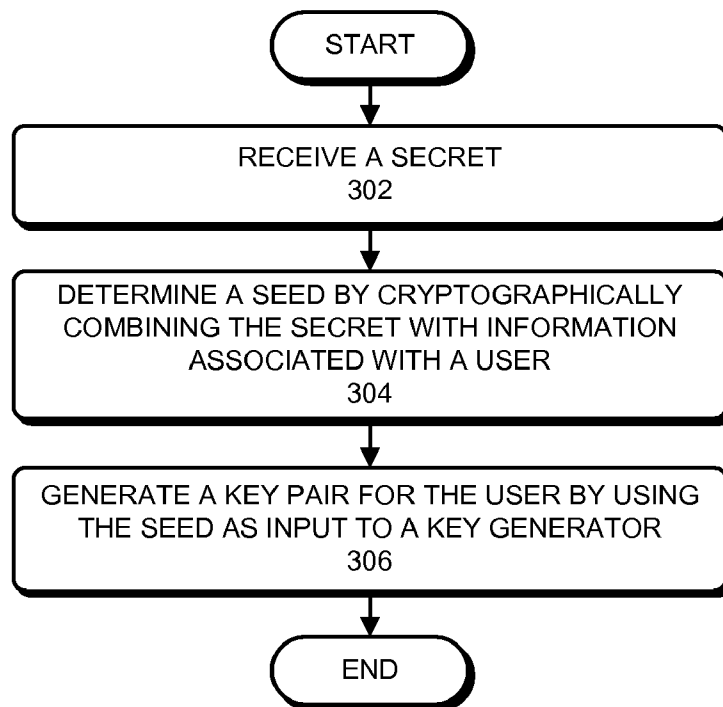 START
RECEIVE A SECRET
302
DETERMINE A SEED BY CRYPTOGRAPHICALLY
COMBINING THE SECRET WITH INFORMATION
ASSOCIATED WITH A USER
304
GENERATE A KEY PAIR FOR THE USER BY USING
THE SEED AS INPUT TO A KEY GENERATOR
306
END